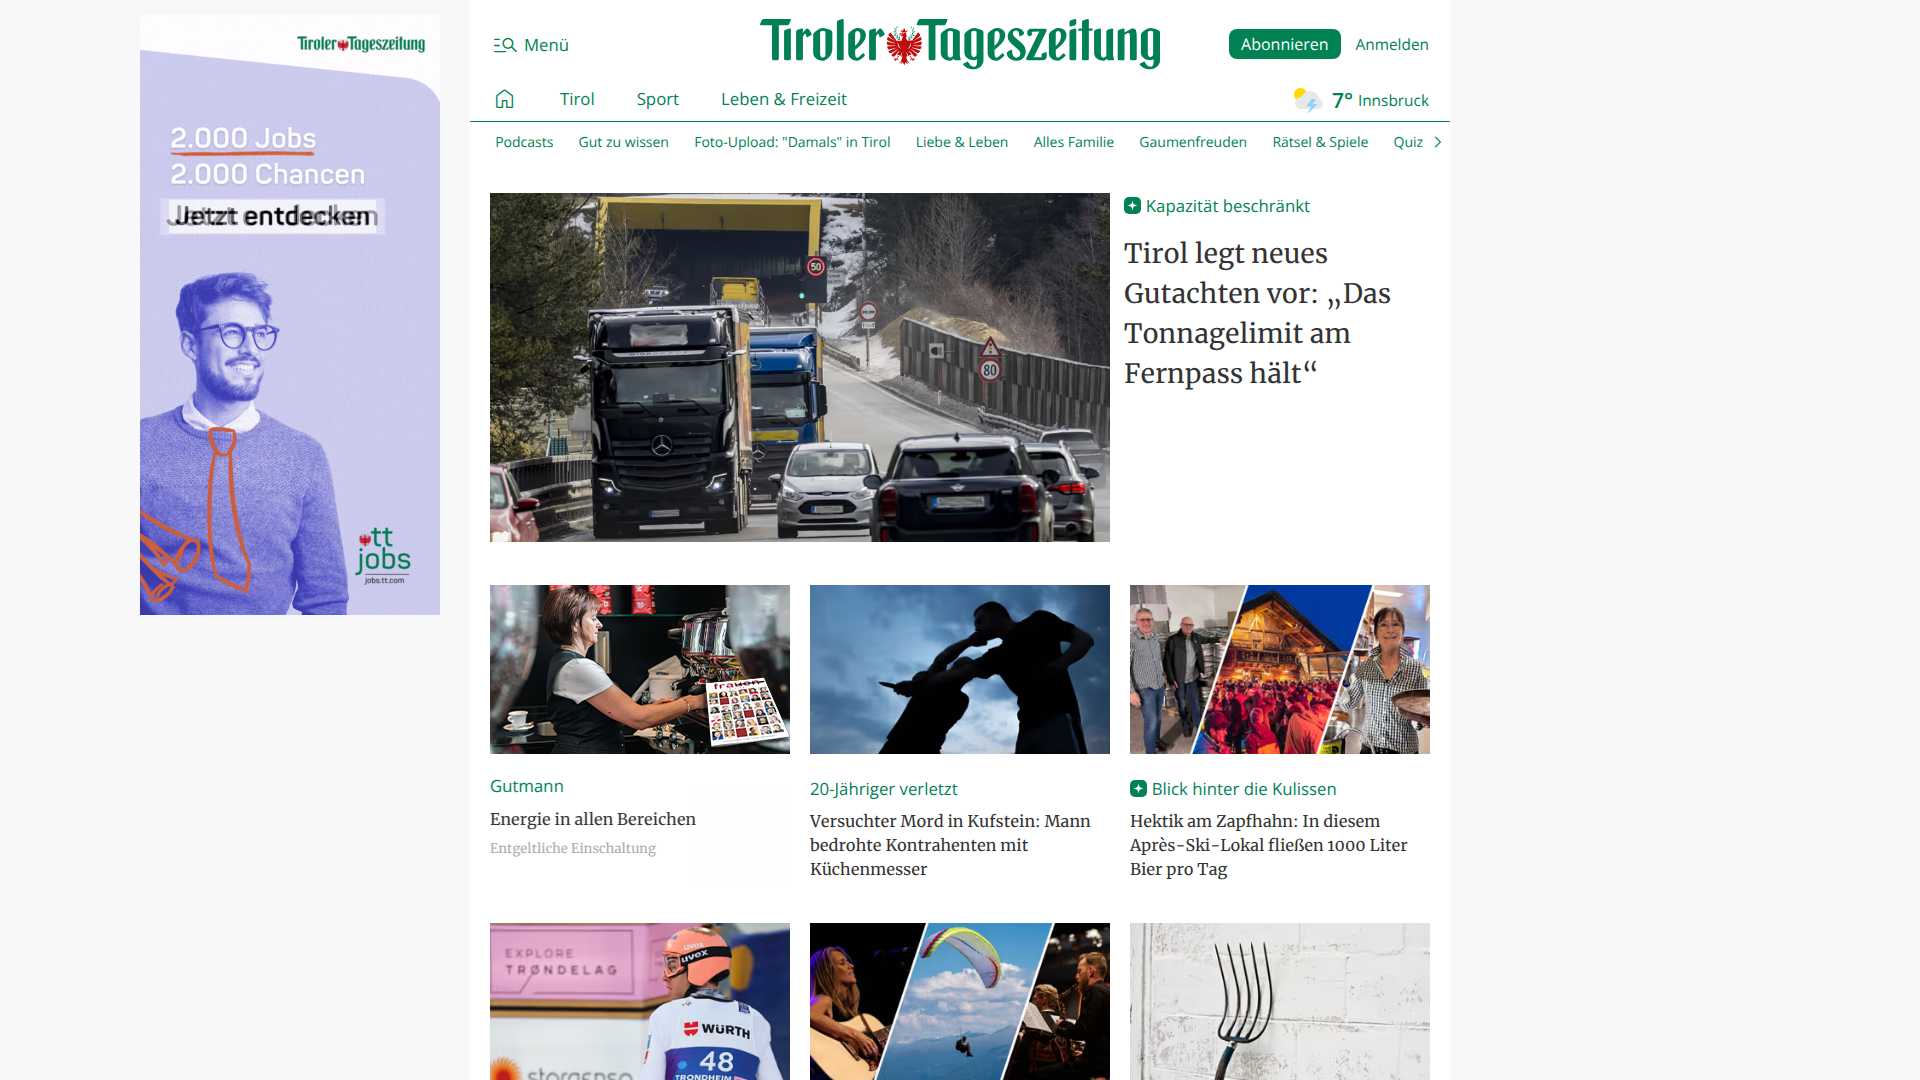 Tiroler Tageszeitung
2.000 Jobs
2.000 Chancen
Jetzt entdecken
tt
jobs
jobs.tt.com
Menü
Tiroler Tageszeitung
Abonnieren
Anmelden
Tirol
Sport
Leben & Freizeit
7° Innsbruck
Podcasts
Gut zu wissen
Foto-Upload: "Damals" in Tirol
Liebe & Leben
Alles Familie
Gaumenfreuden
Rätsel & Spiele
Quiz
50
80
Kapazität beschränkt
Tirol legt neues
Gutachten vor: „Das
Tonnagelimit am
Fernpass hält“
frauen
Gutmann
Energie in allen Bereichen
Entgeltliche Einschaltung
20-Jähriger verletzt
Versuchter Mord in Kufstein: Mann
bedrohte Kontrahenten mit
Küchenmesser
Blick hinter die Kulissen
Hektik am Zapfhahn: In diesem
Après-Ski-Lokal fließen 1000 Liter
Bier pro Tag
EXPLORE
TRØNDELAG
uvex
uvex
WÜRTH
48
TRONDHEIM